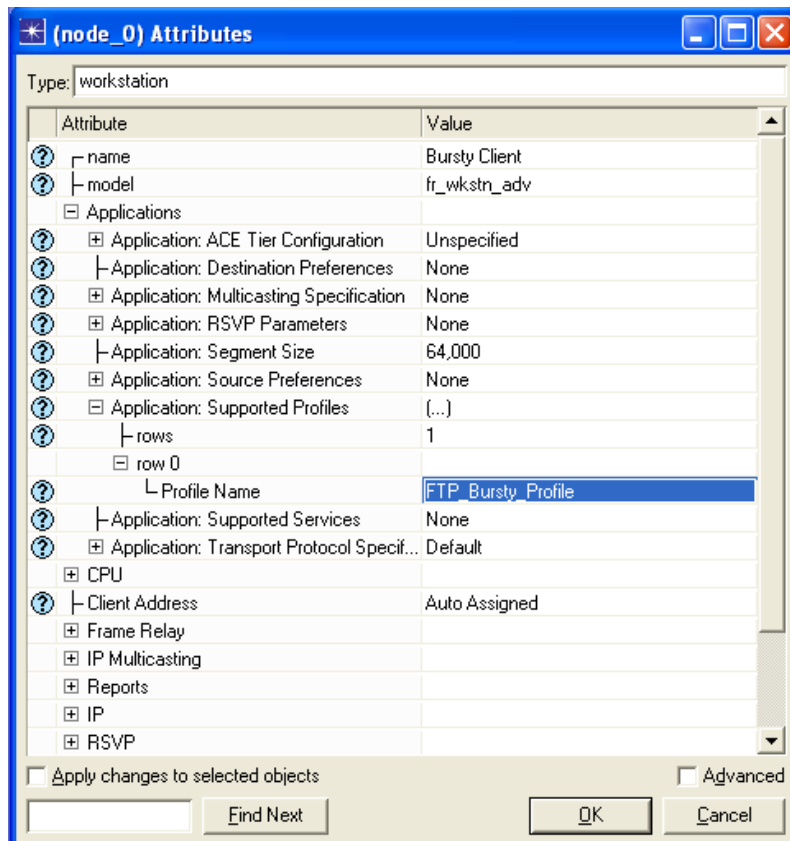 (node_0) Attributes
Type: workstation
Attribute Value
name Bursty Client
model fr_wkstn_adv
Applications
Application: ACE Tier Configuration Unspecified
Application: Destination Preferences None
Application: Multicasting Specification None
Application: RSVP Parameters None
Application: Segment Size 64,000
Application: Source Preferences None
Application: Supported Profiles (...)
rows 1
row 0
Profile Name FTP_Bursty_Profile
Application: Supported Services None
Application: Transport Protocol Specif... Default
CPU
Client Address Auto Assigned
Frame Relay
IP Multicasting
Reports
IP
RSVP
Apply changes to selected objects Advanced
Find Next OK Cancel